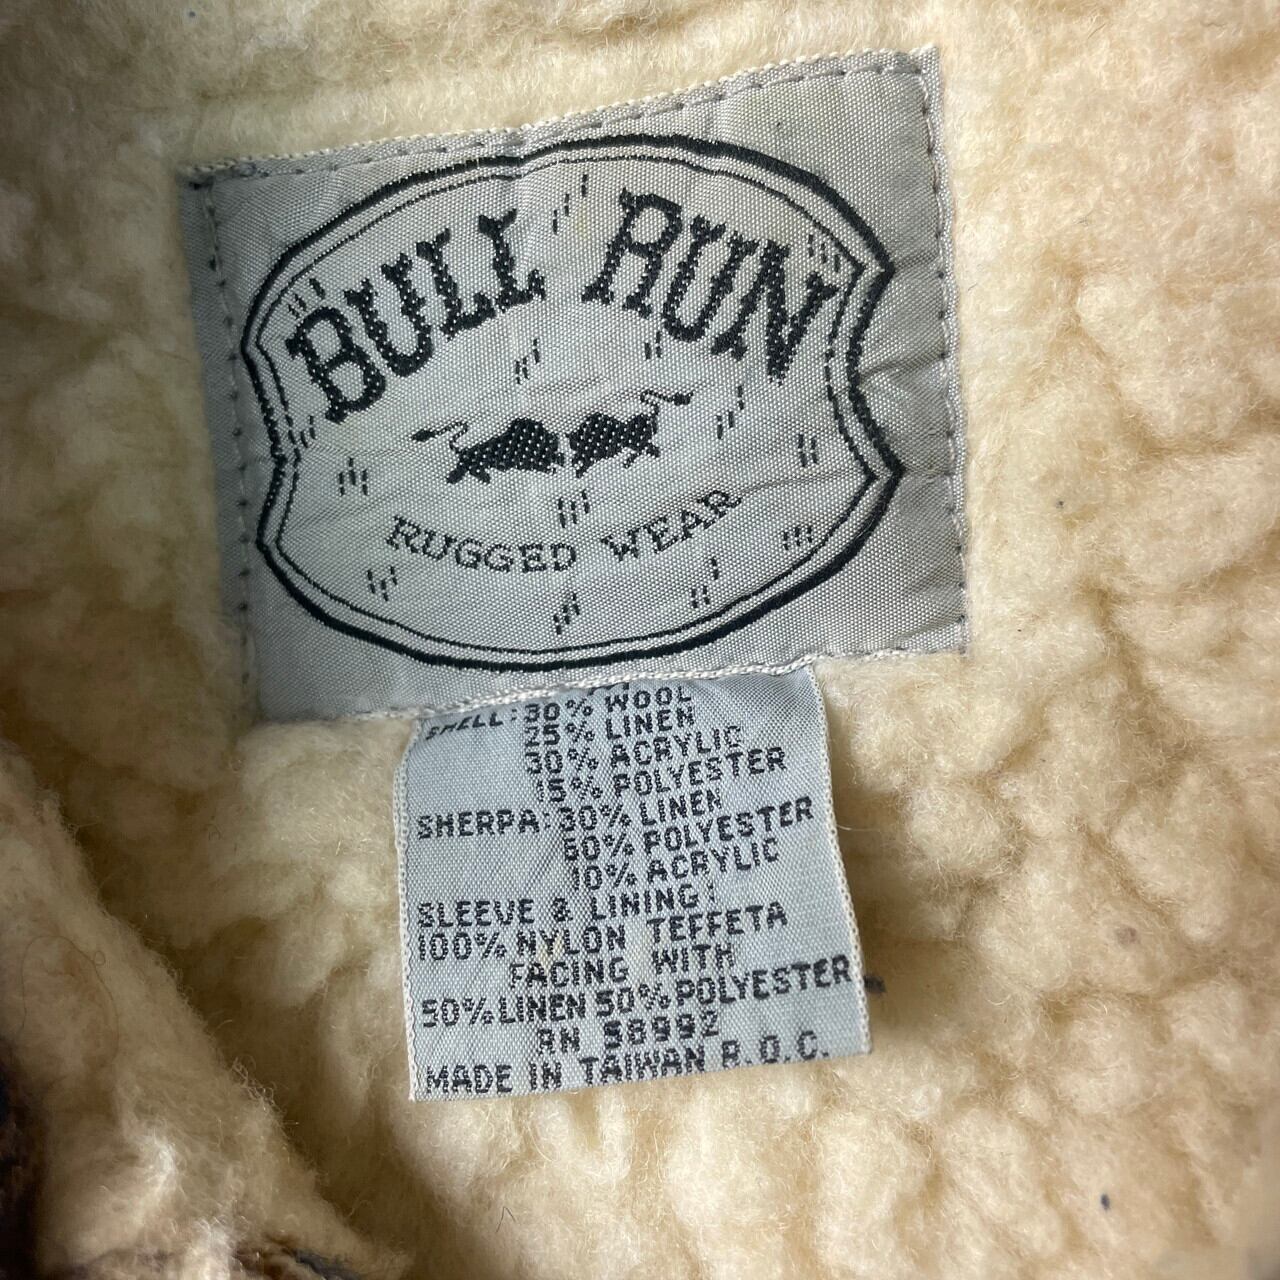 BULL RUN
RUGGED WEAR
SHELL: 30% WOOL
25% LINEN
30% ACRYLIC
15% POLYESTER
SHERPA: 30% LINEN
60% POLYESTER
10% ACRYLIC
SLEEVE & LINING:
100% NYLON TEFFETA
FACING WITH
50% LINEN 50% POLYESTER
RN 58992
MADE IN TAIWAN R.O.C.